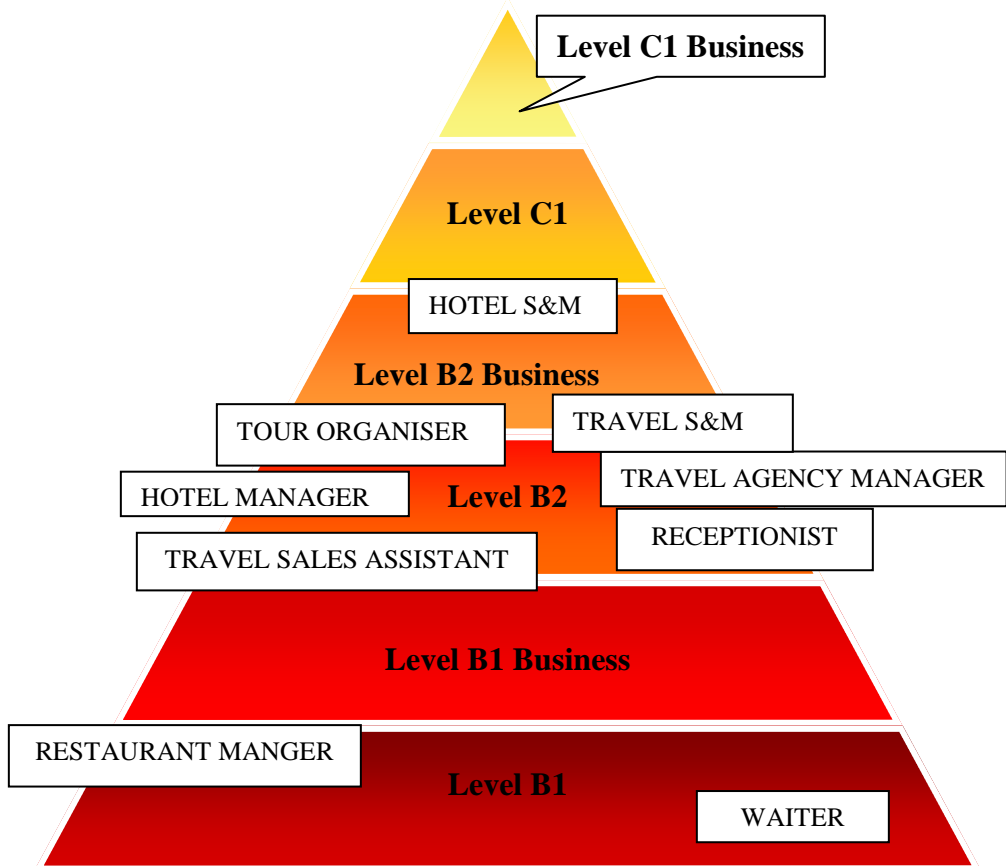 Level C1 Business
Level C1
HOTEL S&M
Level B2 Business
TOUR ORGANISER
TRAVEL S&M
TRAVEL AGENCY MANAGER
HOTEL MANAGER
Level B2
RECEPTIONIST
TRAVEL SALES ASSISTANT
Level B1 Business
RESTAURANT MANGER
Level B1
WAITER